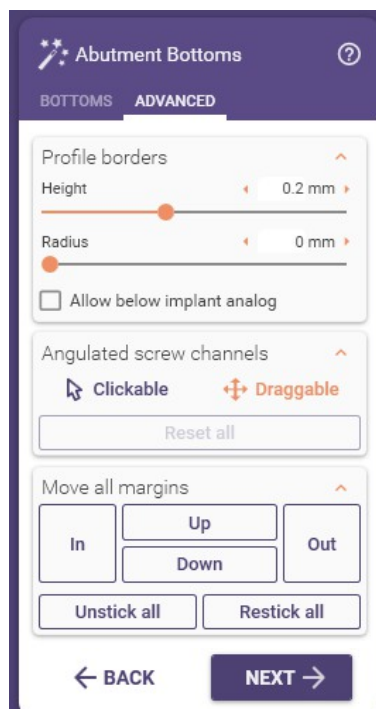 Abutment Bottoms
BOTTOMS ADVANCED
Profile borders
Height 0.2 mm
Radius 0 mm
Allow below implant analog
Angulated screw channels
Clickable Draggable
Reset all
Move all margins
In Up Out
Down
Unstick all Restick all
BACK NEXT